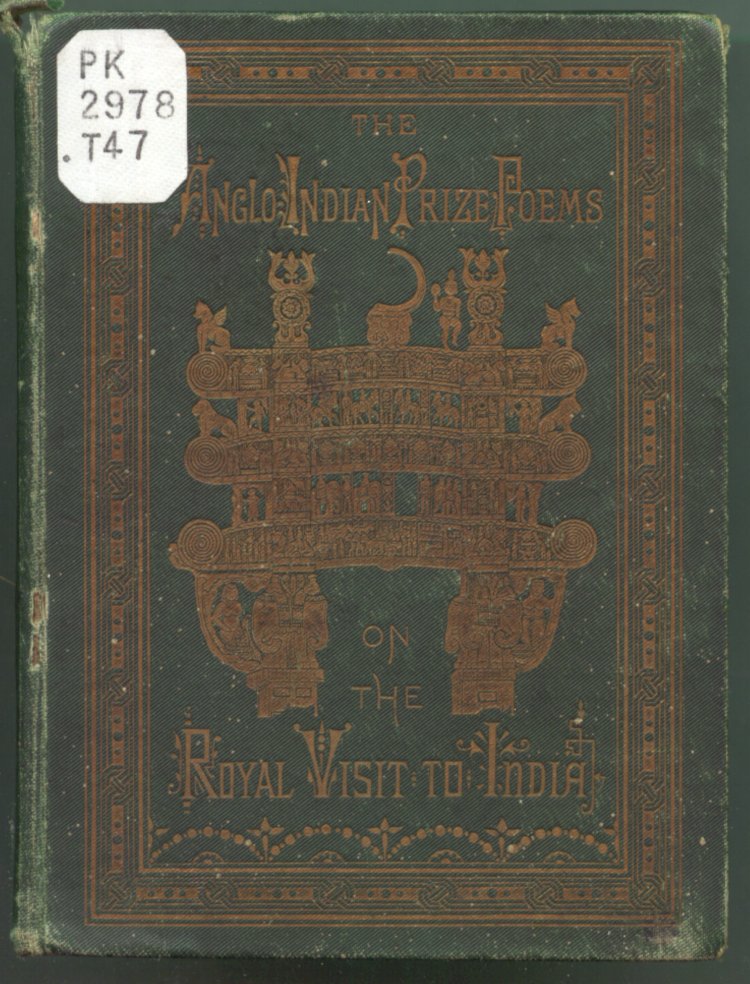 PK
2978
.T47
THE
ANGLO:INDIAN PRIZE POEMS
ON
THE
ROYAL VISIT:TO:INDIA